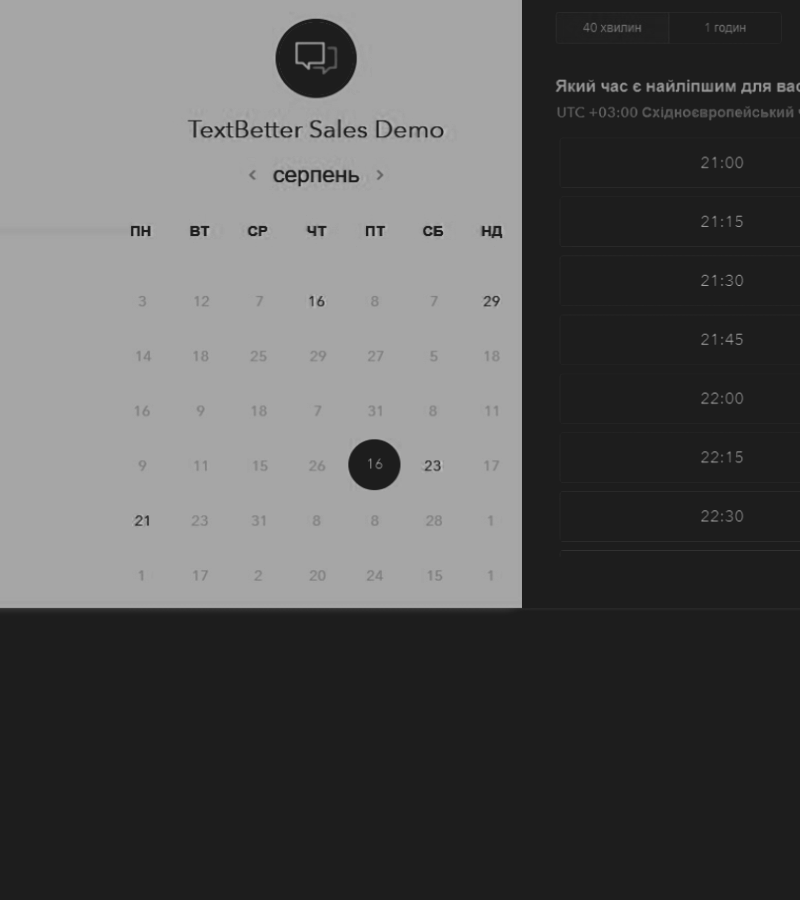 TextBetter Sales Demo
‹ серпень ›
ПН ВТ СР ЧТ ПТ СБ НД
3 12 7 16 8 7 29
14 18 25 29 27 5 18
16 9 18 7 31 8 11
9 11 15 26 16 23 17
21 23 31 8 8 28 1
1 17 2 20 24 15 1
40 хвилин 1 годин
Який час є найліпшим для вас
UTC +03:00 Східноєвропейський
21:00
21:15
21:30
21:45
22:00
22:15
22:30